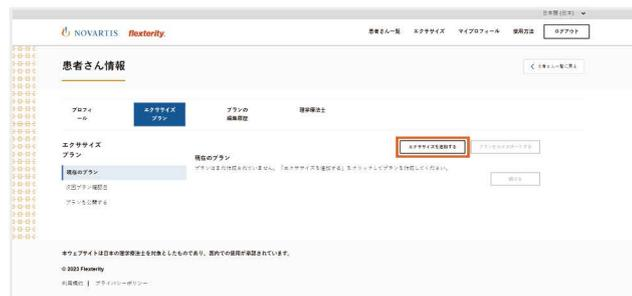 日本語 (日本)
NOVARTIS flexterity.
患者さん一覧 エクササイズ マイプロフィール 使用方法 ログアウト
患者さん情報
患者さん一覧に戻る
プロフィ
ール
エクササイズ
プラン
プランの
編集履歴
理学療法士
エクササイズ
プラン
エクササイズを追加する
現在のプラン
現在のプラン
プランはまだ作成されていません。「エクササイズを追加する」をクリックしてプランを作成してください。
次回プラン確認日
プランを公開する
本ウェブサイトは日本の理学療法士を対象としたものであり、国内での使用が承認されています。
© 2023 Flexterity
利用規約 | プライバシーポリシー